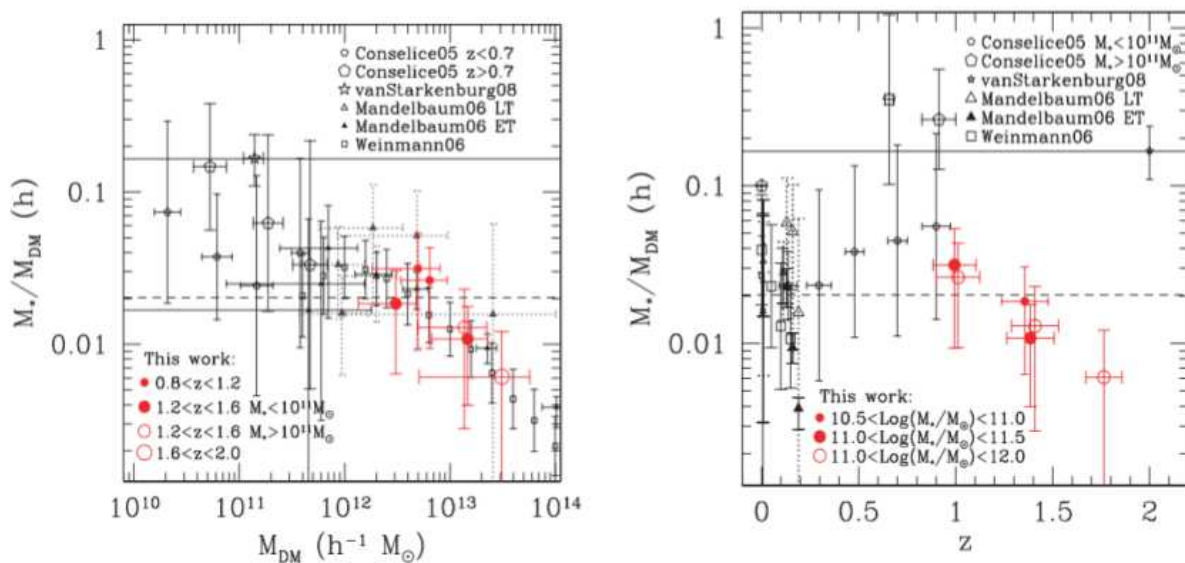 1
0.1
0.01
M⁎/M_DM (h)
Conselice05 z<0.7
Conselice05 z>0.7
vanStarkenburg08
Mandelbaum06 LT
Mandelbaum06 ET
Weinmann06
This work:
0.8<z<1.2
1.2<z<1.6 M⁎<10¹¹M☉
1.2<z<1.6 M⁎>10¹¹M☉
1.6<z<2.0
10¹⁰ 10¹¹ 10¹² 10¹³ 10¹⁴
M_DM (h⁻¹ M☉)
1
0.1
0.01
M⁎/M_DM (h)
Conselice05 M⁎<10¹¹M☉
Conselice05 M⁎>10¹¹M☉
vanStarkenburg08
Mandelbaum06 LT
Mandelbaum06 ET
Weinmann06
This work:
10.5<Log(M⁎/M☉)<11.0
11.0<Log(M⁎/M☉)<11.5
11.0<Log(M⁎/M☉)<12.0
0 0.5 1 1.5 2
z